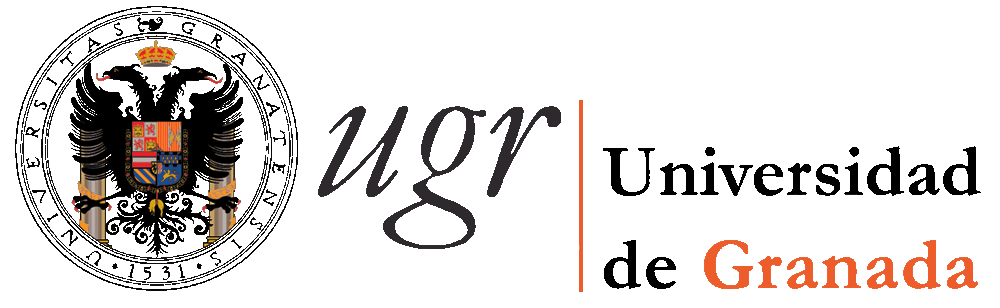 UNIVERSITAS GRANATENSIS
· 1531 ·
ugr
Universidad
de Granada